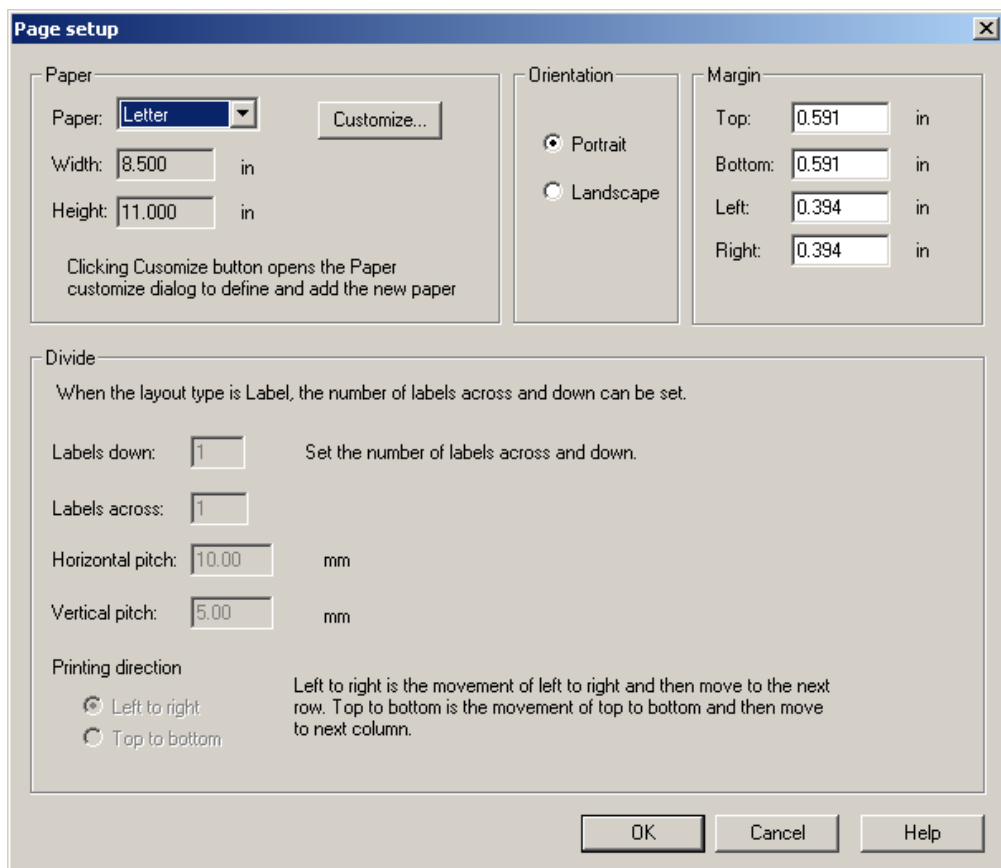 Page setup
Paper
Paper: Letter Customize...
Width: 8.500 in
Height: 11.000 in
Clicking Cusomize button opens the Paper
customize dialog to define and add the new paper
Orientation
Portrait
Landscape
Margin
Top: 0.591 in
Bottom: 0.591 in
Left: 0.394 in
Right: 0.394 in
Divide
When the layout type is Label, the number of labels across and down can be set.
Labels down: 1 Set the number of labels across and down.
Labels across: 1
Horizontal pitch: 10.00 mm
Vertical pitch: 5.00 mm
Printing direction
Left to right
Top to bottom
Left to right is the movement of left to right and then move to the next
row. Top to bottom is the movement of top to bottom and then move
to next column.
OK Cancel Help